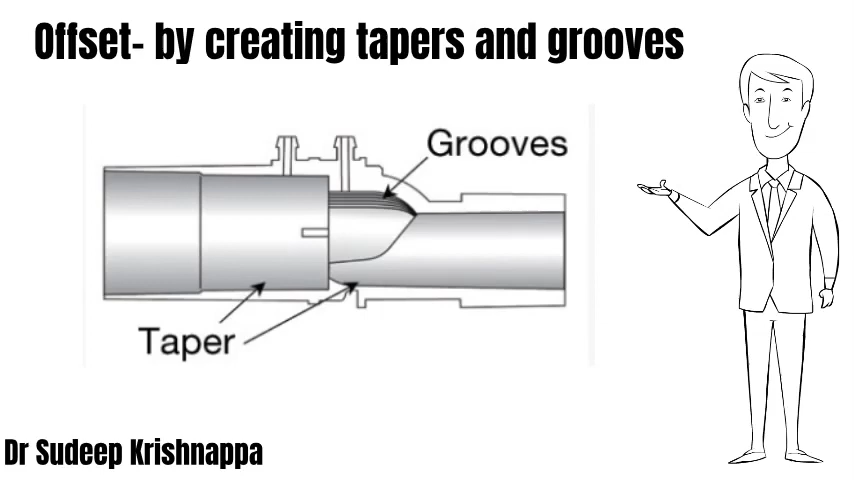 Offset- by creating tapers and grooves
Grooves
Taper
Dr Sudeep Krishnappa